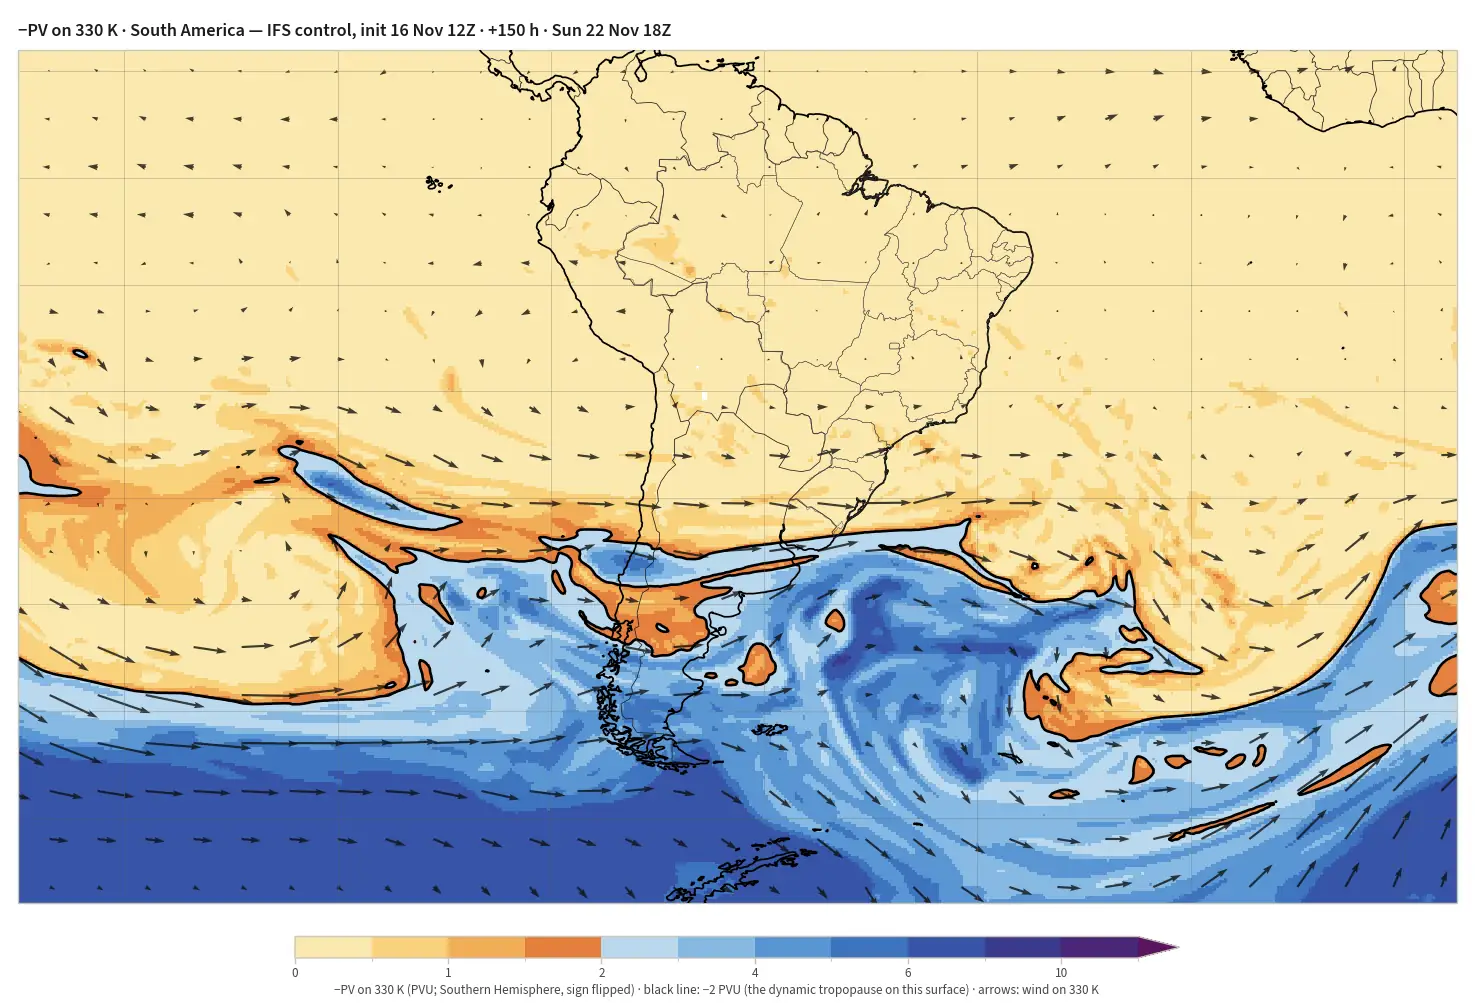 −PV on 330 K · South America — IFS control, init 16 Nov 12Z · +150 h · Sun 22 Nov 18Z
0 1 2 4 6 10
−PV on 330 K (PVU; Southern Hemisphere, sign flipped) · black line: −2 PVU (the dynamic tropopause on this surface) · arrows: wind on 330 K